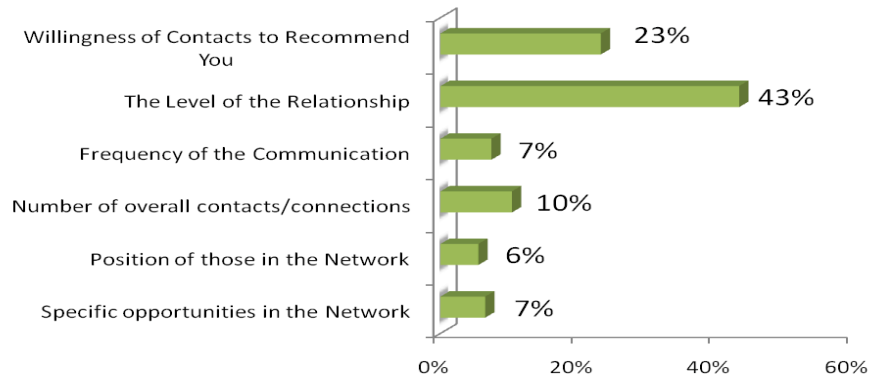 Willingness of Contacts to Recommend
You
23%
The Level of the Relationship
43%
Frequency of the Communication
7%
Number of overall contacts/connections
10%
Position of those in the Network
6%
Specific opportunities in the Network
7%
0% 20% 40% 60%